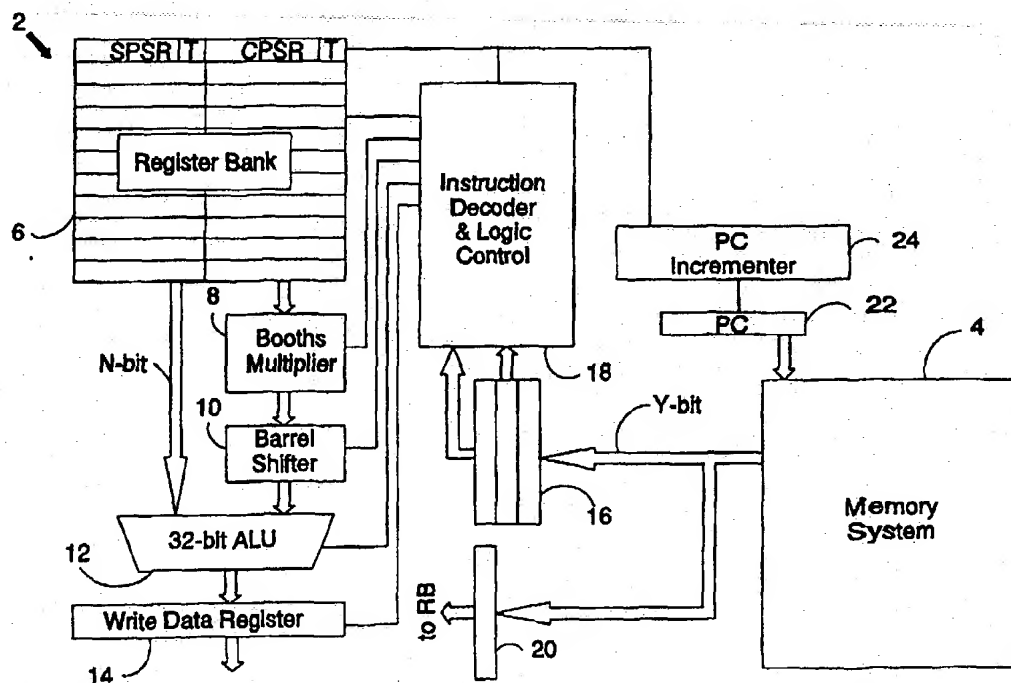 2
SPSR T
CPSR T
Register Bank
6
8
Booths
Multiplier
N-bit
10
Barrel
Shifter
32-bit ALU
12
Write Data Register
14
Instruction
Decoder
& Logic
Control
18
PC
Incrementer
24
PC
22
4
Y-bit
16
Memory
System
to RB
20